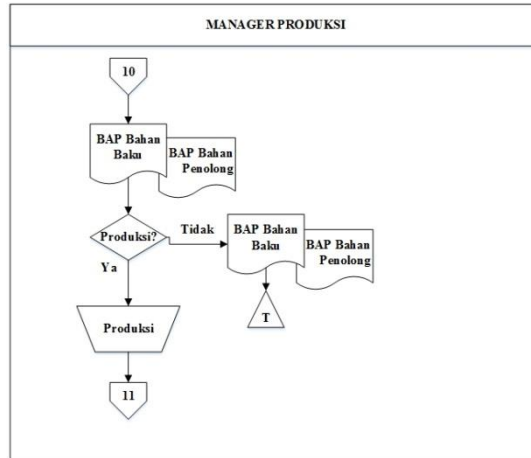 MANAGER PRODUKSI
10
BAP Bahan
Baku
BAP Bahan
Penolong
Produksi?
Tidak
Ya
BAP Bahan
Baku
BAP Bahan
Penolong
T
Produksi
11